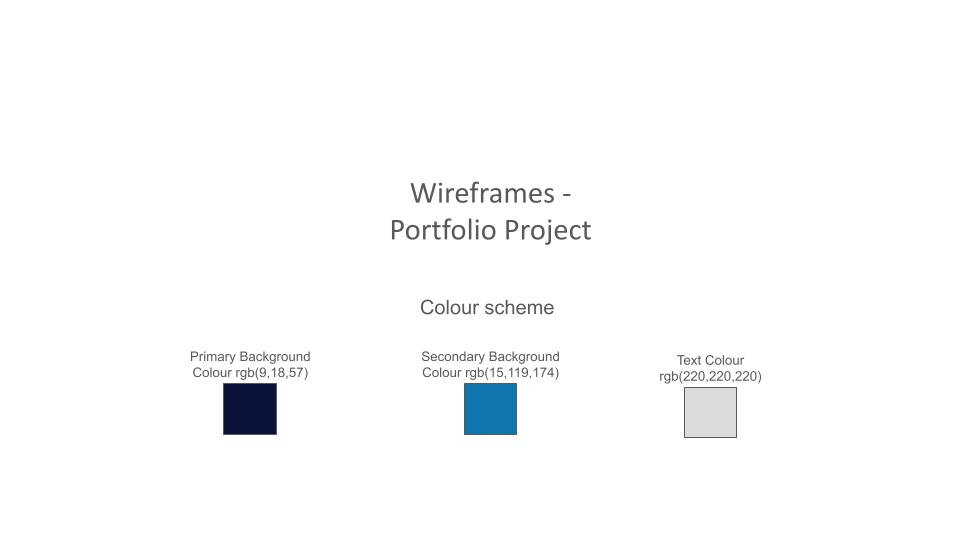 Wireframes -
Portfolio Project
Colour scheme
Primary Background
Colour rgb(9,18,57)
Secondary Background
Colour rgb(15,119,174)
Text Colour
rgb(220,220,220)